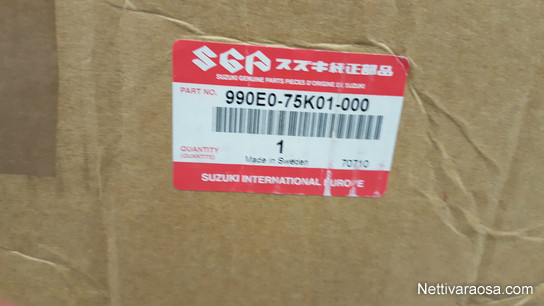 SGP スズキ純正部品
SUZUKI GENUINE PARTS PIECES D'ORIGINE DE SUZUKI
PART NO. 990E0-75K01-000
1
QUANTITY
(QUANTITE)
Made in Sweden 70710
SUZUKI INTERNATIONAL EUROPE
Nettivaraosa.com